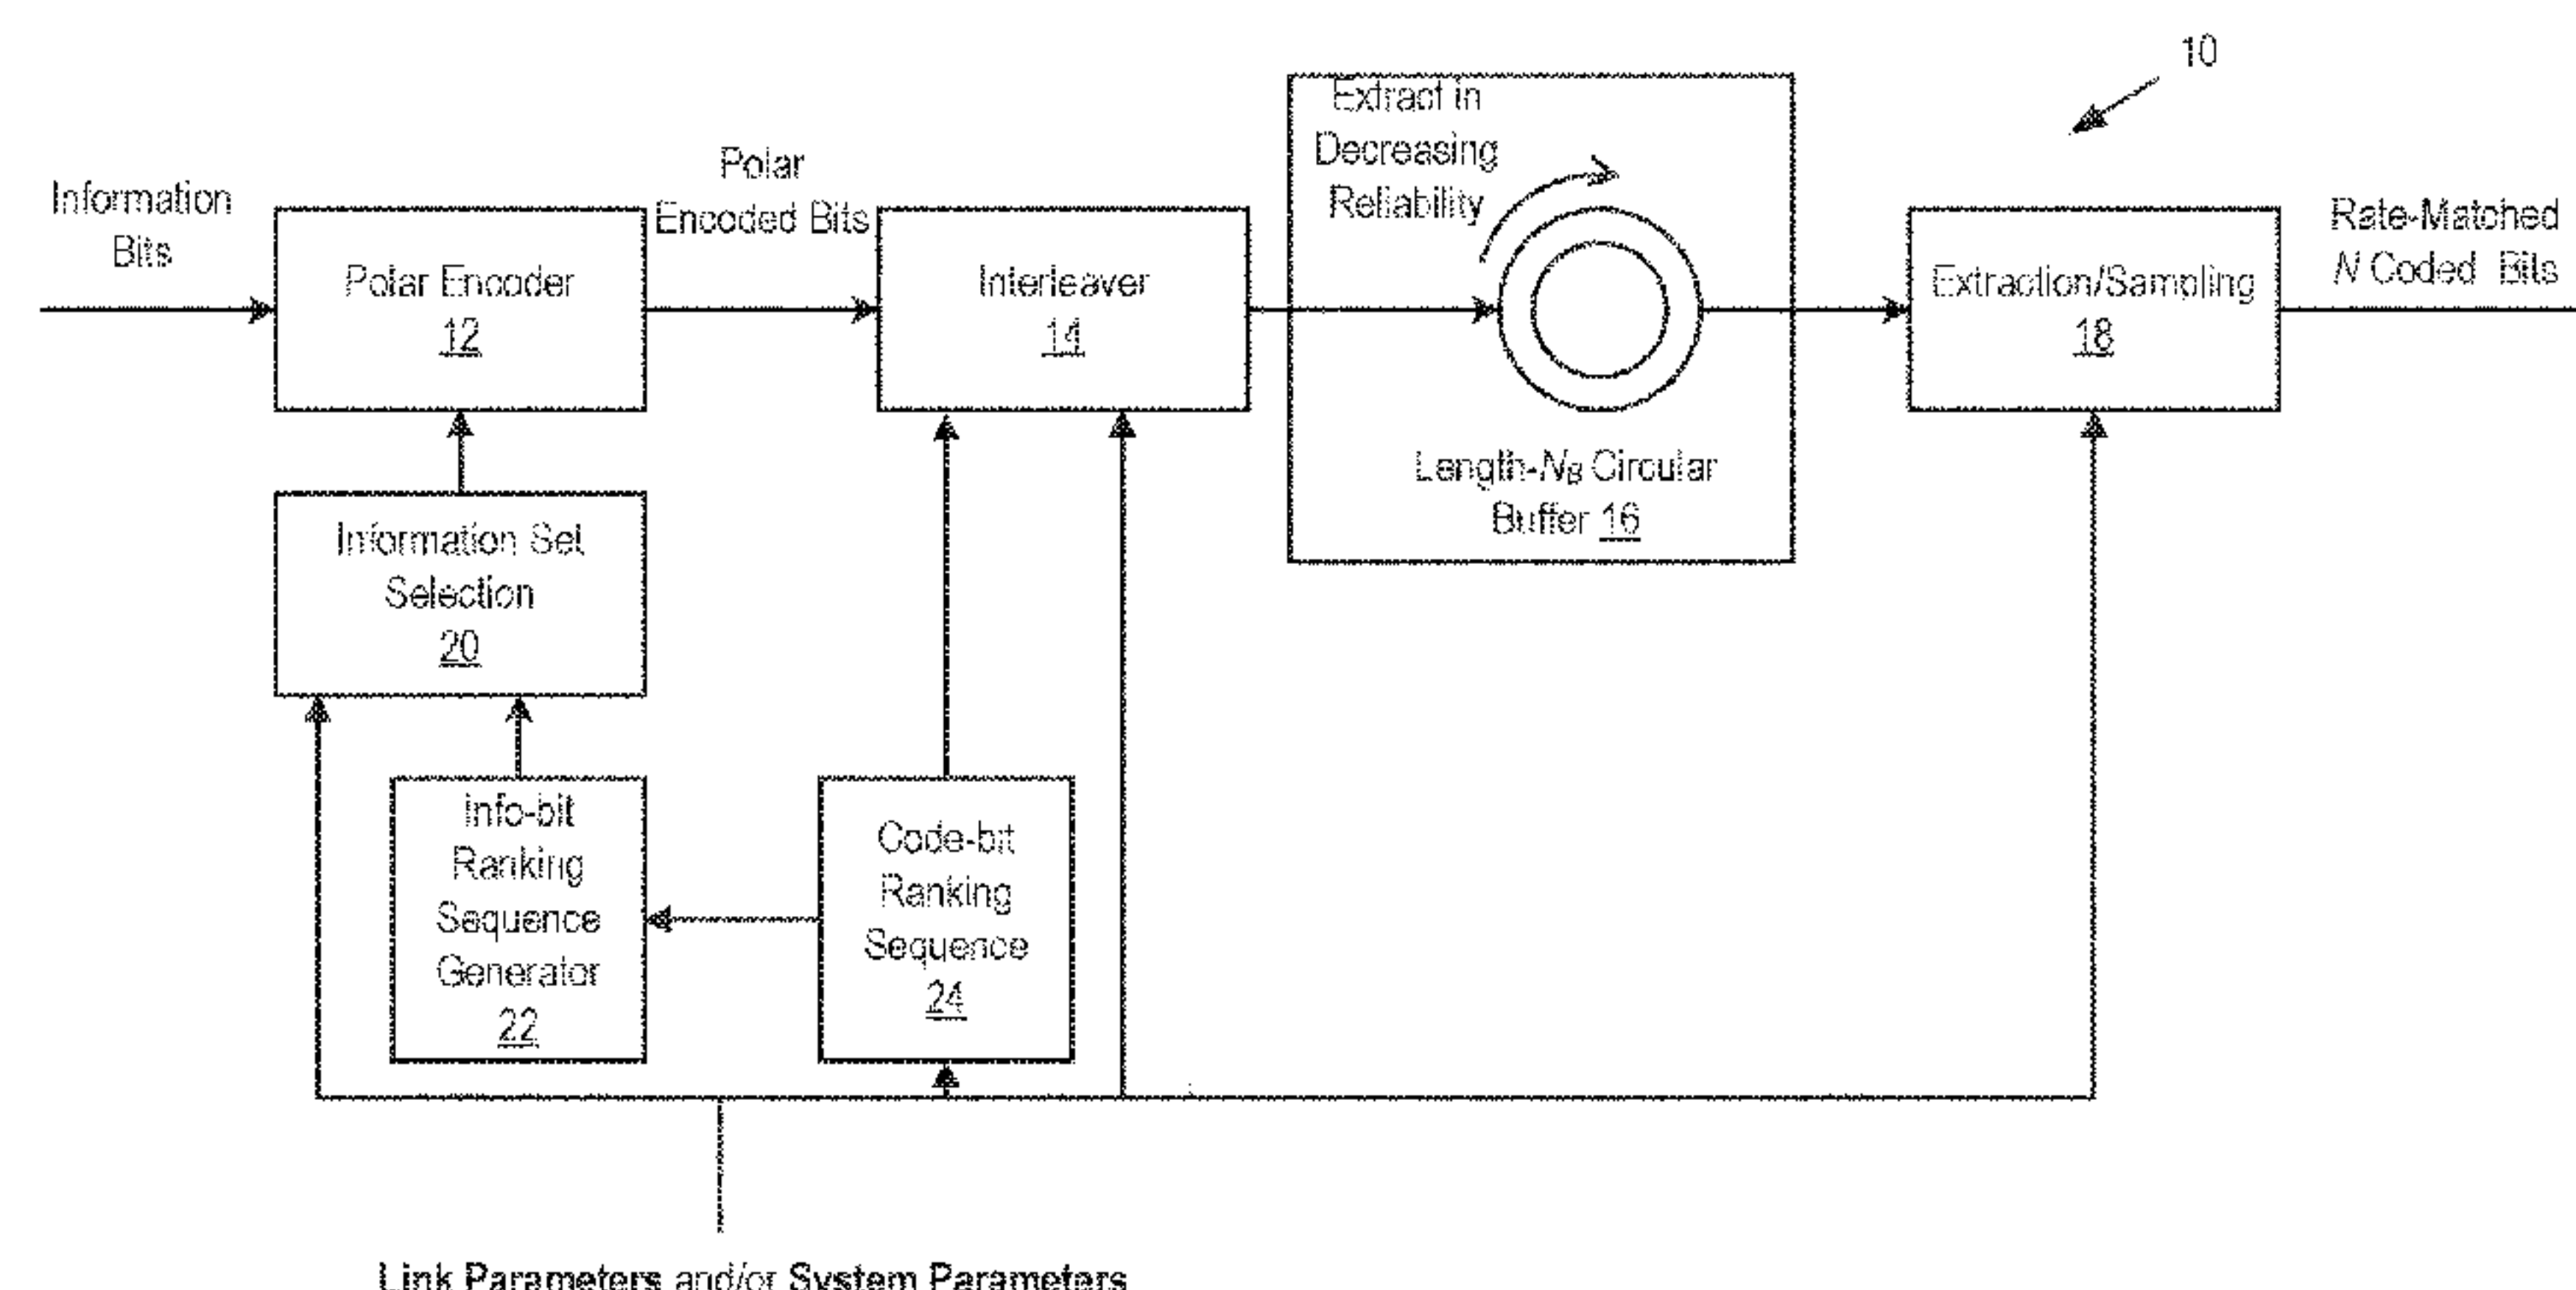 10
Information
Bits
Polar Encoder
12
Polar
Encoded Bits
Interleaver
14
Extract in
Decreasing
Reliability
Length-NB Circular
Buffer 16
Extraction/Sampling
18
Rate-Matched
N Coded Bits
Information Set
Selection
20
Info-bit
Ranking
Sequence
Generator
22
Code-bit
Ranking
Sequence
24
Link Parameters and/or System Parameters